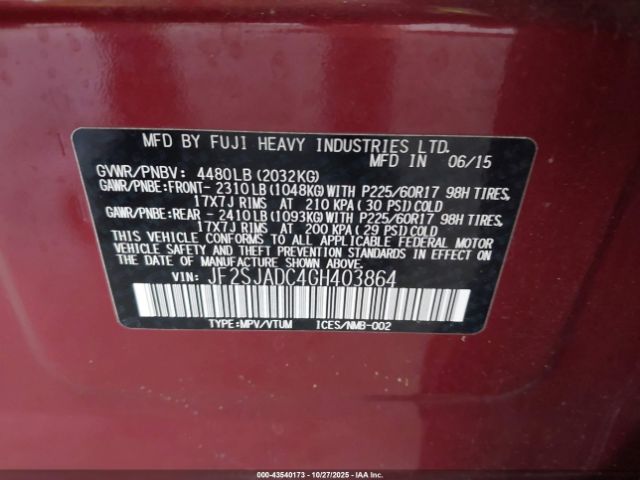 MFD BY FUJI HEAVY INDUSTRIES LTD.
MFD IN 06/15
GVWR/PNBV: 4480LB (2032KG)
GAWR/PNBE:FRONT- 2310LB (1048KG) WITH P225/60R17 98H TIRES,
17X7J RIMS AT 210 KPA (30 PSI) COLD
GAWR/PNBE:REAR - 2410LB (1093KG) WITH P225/60R17 98H TIRES,
17X7J RIMS AT 200 KPA (29 PSI) COLD
THIS VEHICLE CONFORMS TO ALL APPLICABLE FEDERAL MOTOR
VEHICLE SAFETY AND THEFT PREVENTION STANDARDS IN EFFECT ON
THE DATE OF MANUFACTURE SHOWN ABOVE.
VIN: JF2SJADC4GH403864
TYPE:MPV/VTUM ICES/NMB-002
000-43540173 - 10/27/2025 - IAAI.COM